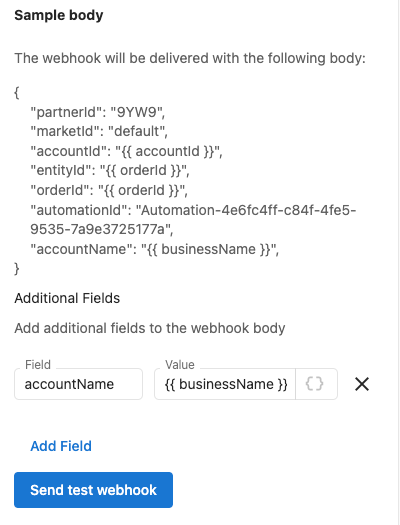 Sample body
The webhook will be delivered with the following body:
{
"partnerId": "9YW9",
"marketId": "default",
"accountId": "{{ accountId }}",
"entityId": "{{ orderId }}",
"orderId": "{{ orderId }}",
"automationId": "Automation-4e6fc4ff-c84f-4fe5-
9535-7a9e3725177a",
"accountName": "{{ businessName }}",
}
Additional Fields
Add additional fields to the webhook body
Field
accountName
Value
{{ businessName }}
{}
Add Field
Send test webhook